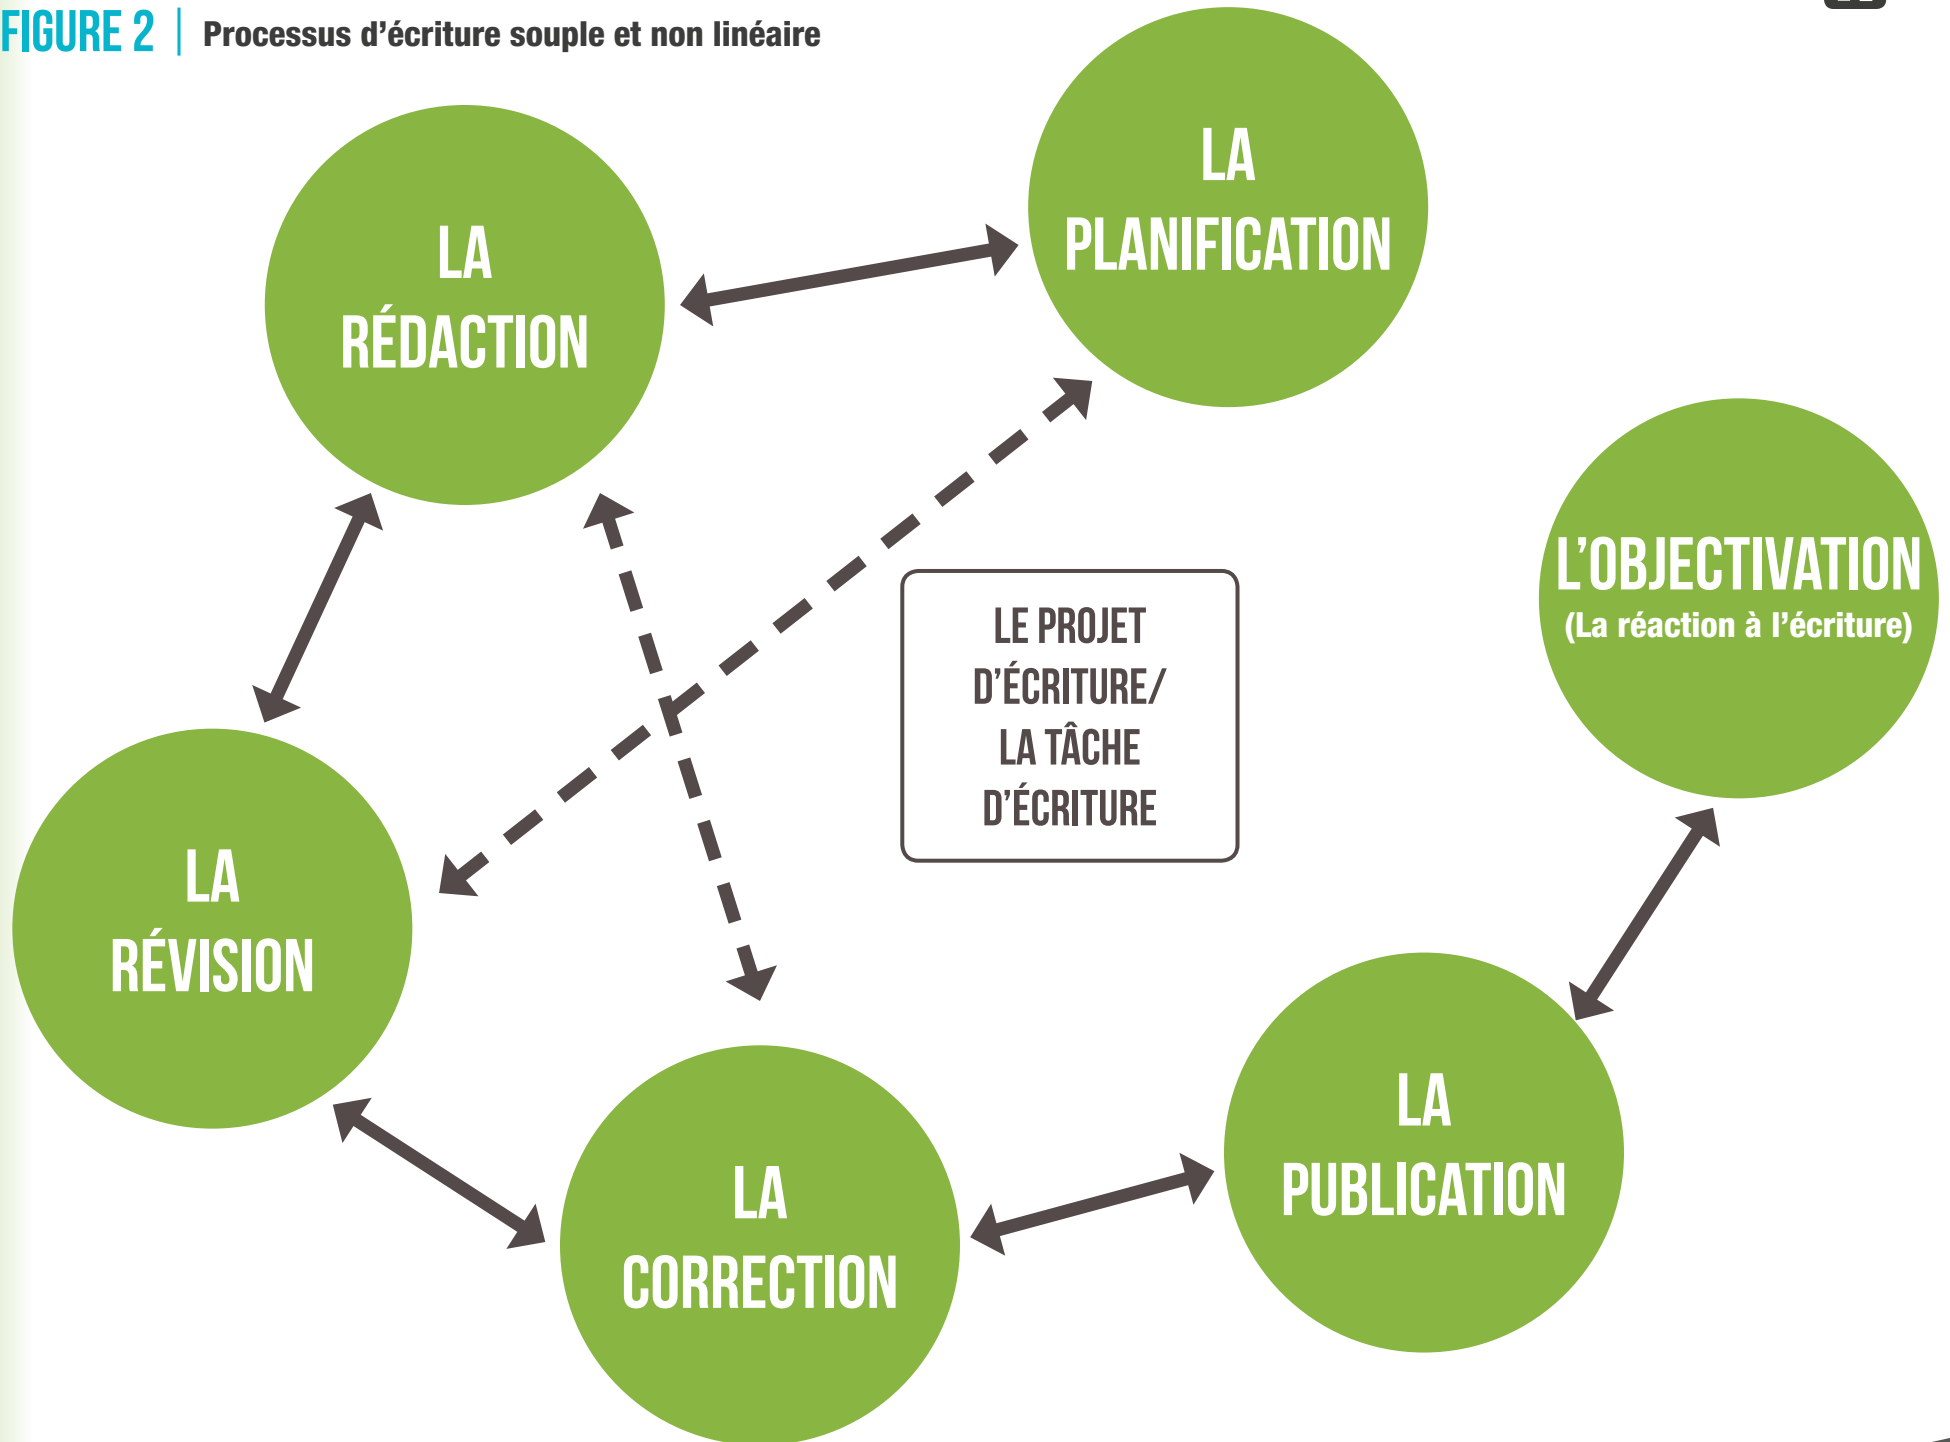 FIGURE 2 | Processus d’écriture souple et non linéaire
LA
PLANIFICATION
LA
RÉDACTION
L’OBJECTIVATION
(La réaction à l’écriture)
LE PROJET
D’ÉCRITURE/
LA TÂCHE
D’ÉCRITURE
LA
RÉVISION
LA
PUBLICATION
LA
CORRECTION